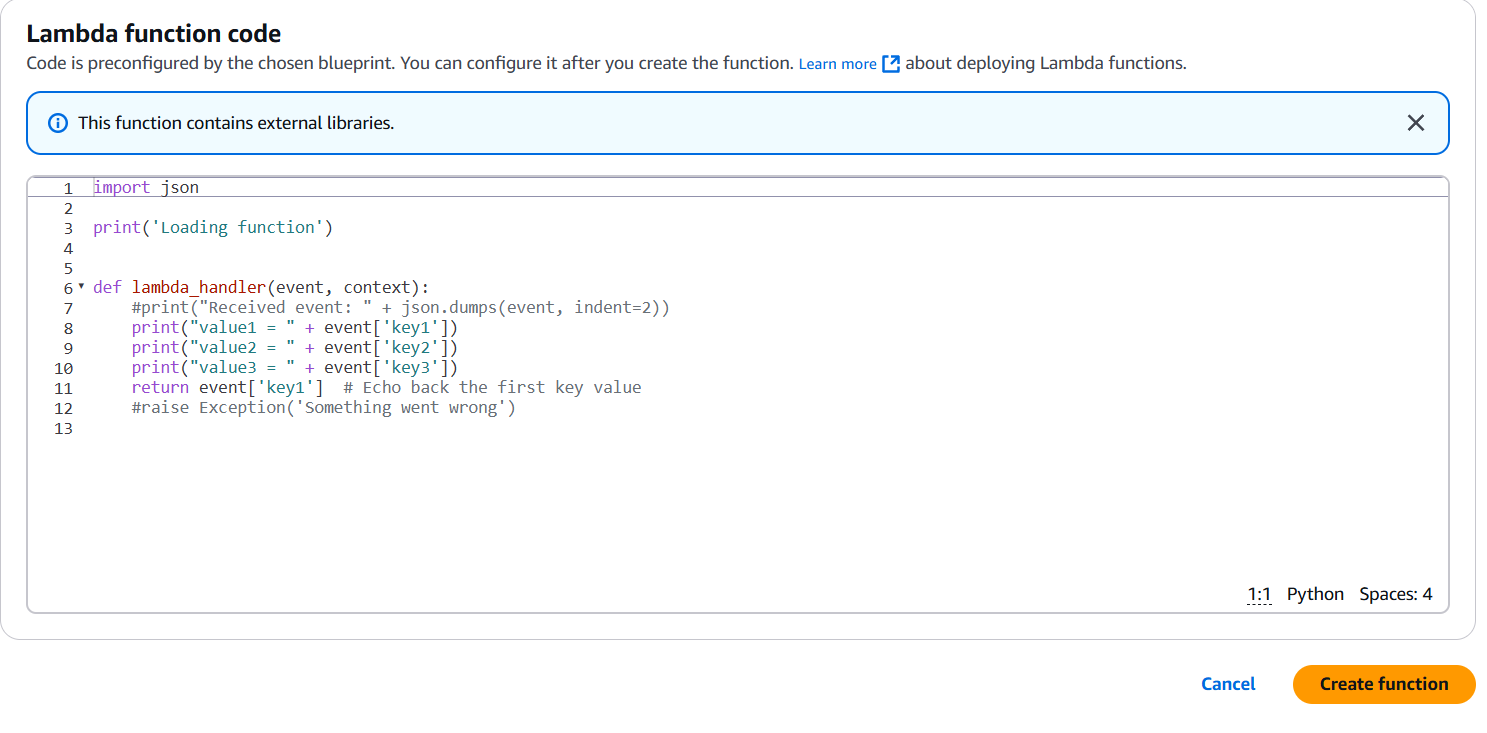 Lambda function code
Code is preconfigured by the chosen blueprint. You can configure it after you create the function. Learn more about deploying Lambda functions.
This function contains external libraries.
1 import json
2
3 print('Loading function')
4
5
6 def lambda_handler(event, context):
7     #print("Received event: " + json.dumps(event, indent=2))
8     print("value1 = " + event['key1'])
9     print("value2 = " + event['key2'])
10     print("value3 = " + event['key3'])
11     return event['key1']  # Echo back the first key value
12     #raise Exception('Something went wrong')
13
1:1 Python Spaces: 4
Cancel Create function